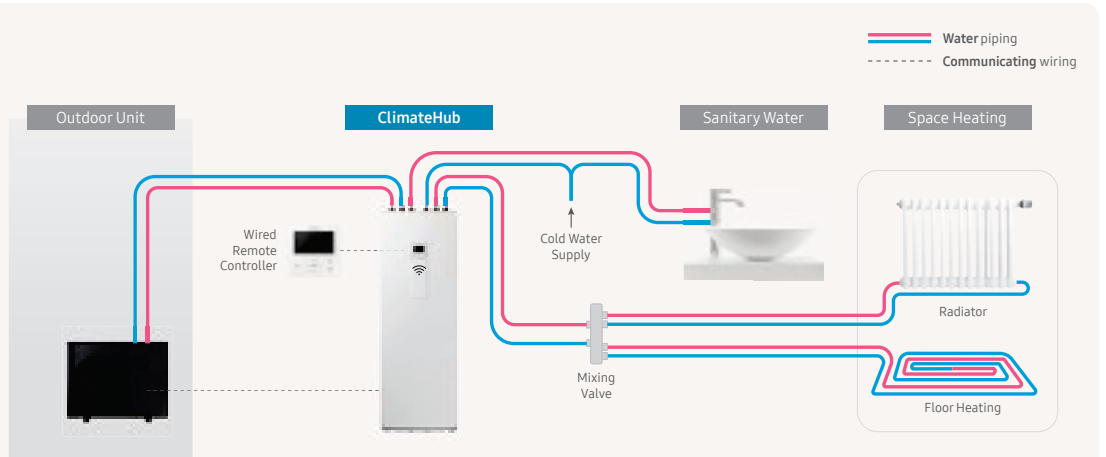 Water piping
Communicating wiring
Outdoor Unit
ClimateHub
Sanitary Water
Space Heating
Wired
Remote
Controller
Cold Water
Supply
Radiator
Mixing
Valve
Floor Heating